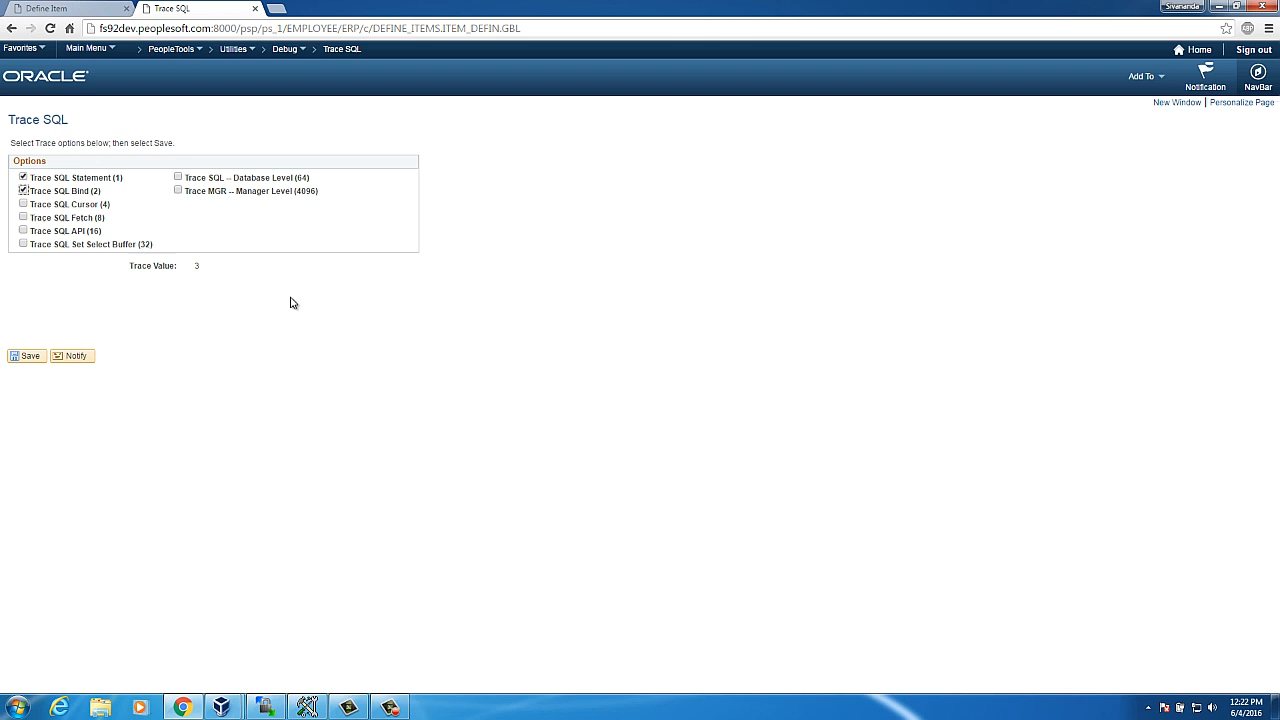 Define Item
Trace SQL
Sivananda
fs92dev.peoplesoft.com:8000/psp/ps_1/EMPLOYEE/ERP/c/DEFINE_ITEMS.ITEM_DEFIN.GBL
Favorites Main Menu > PeopleTools > Utilities > Debug > Trace SQL
Home Sign out
ORACLE
Add To Notification NavBar
New Window | Personalize Page
Trace SQL
Select Trace options below; then select Save.
Options
Trace SQL Statement (1) Trace SQL -- Database Level (64)
Trace SQL Bind (2) Trace MGR -- Manager Level (4096)
Trace SQL Cursor (4)
Trace SQL Fetch (8)
Trace SQL API (16)
Trace SQL Set Select Buffer (32)
Trace Value: 3
Save Notify
12:22 PM
6/4/2016